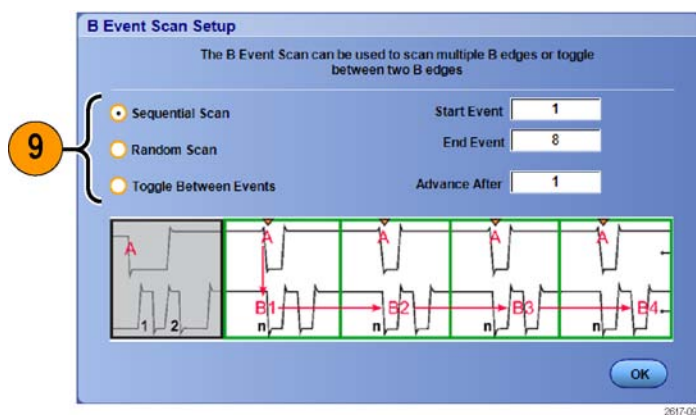 B Event Scan Setup
The B Event Scan can be used to scan multiple B edges or toggle
between two B edges
9
Sequential Scan
Random Scan
Toggle Between Events
Start Event 1
End Event 8
Advance After 1
A A A A A
B1 B2 B3 B4
1 2 n n n n
OK